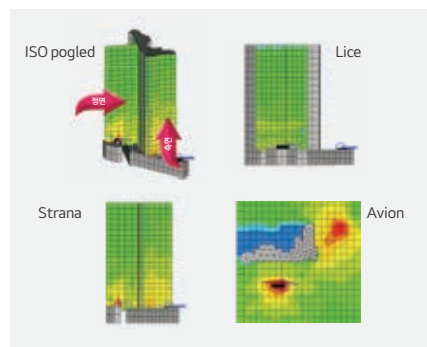 ISO pogled
Lice
정면
측면
Strana
Avion